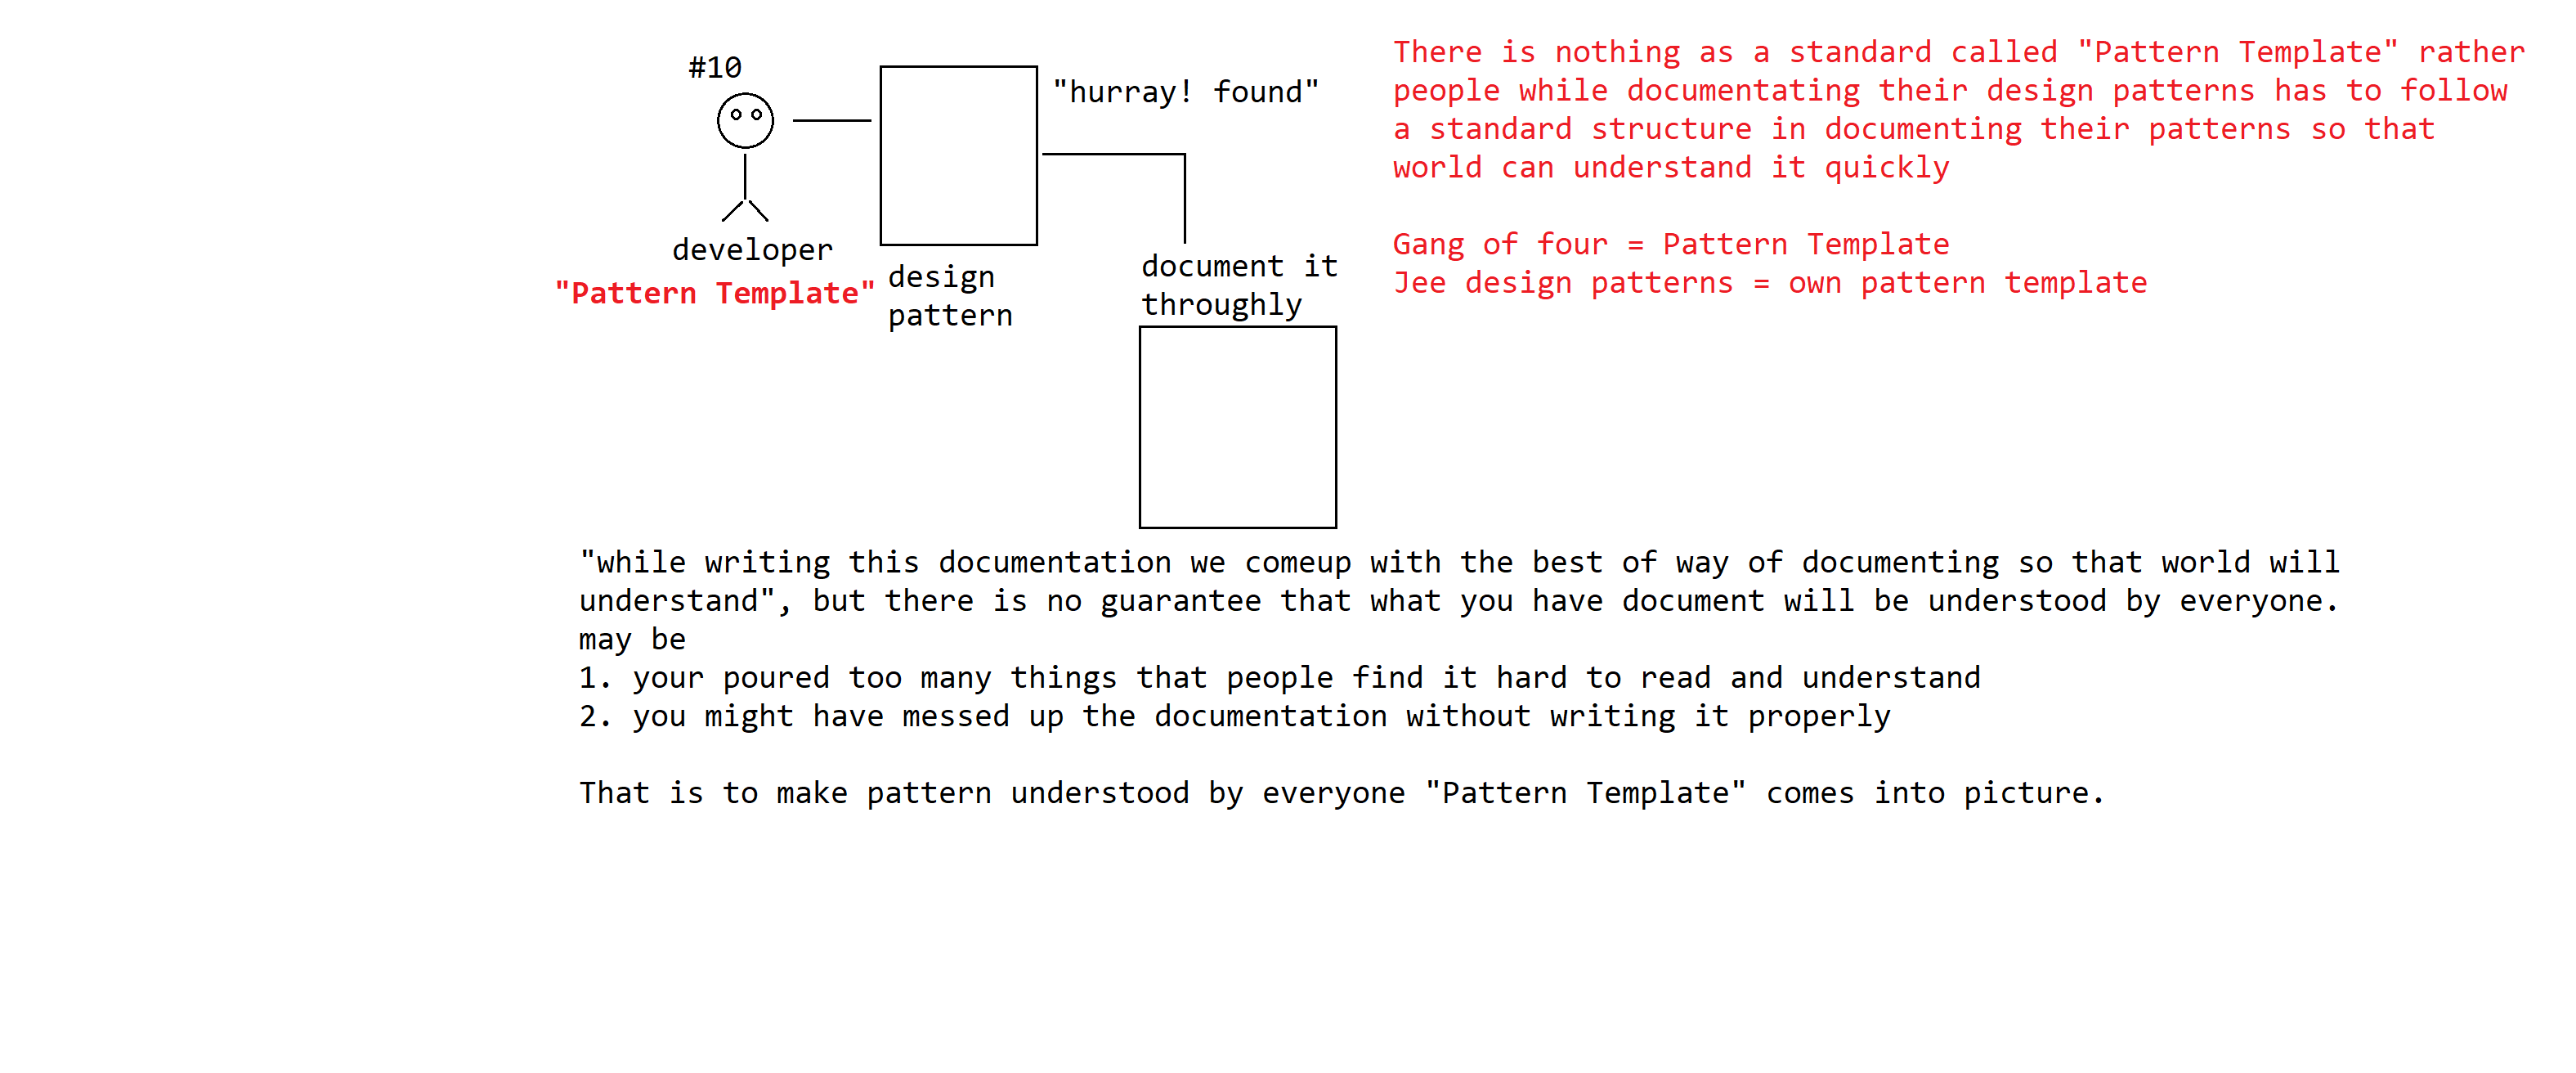 #10
"hurray! found"
developer
"Pattern Template"
design
pattern
document it
throughly
There is nothing as a standard called "Pattern Template" rather
people while documentating their design patterns has to follow
a standard structure in documenting their patterns so that
world can understand it quickly
Gang of four = Pattern Template
Jee design patterns = own pattern template
"while writing this documentation we comeup with the best of way of documenting so that world will
understand", but there is no guarantee that what you have document will be understood by everyone.
may be
1. your poured too many things that people find it hard to read and understand
2. you might have messed up the documentation without writing it properly
That is to make pattern understood by everyone "Pattern Template" comes into picture.